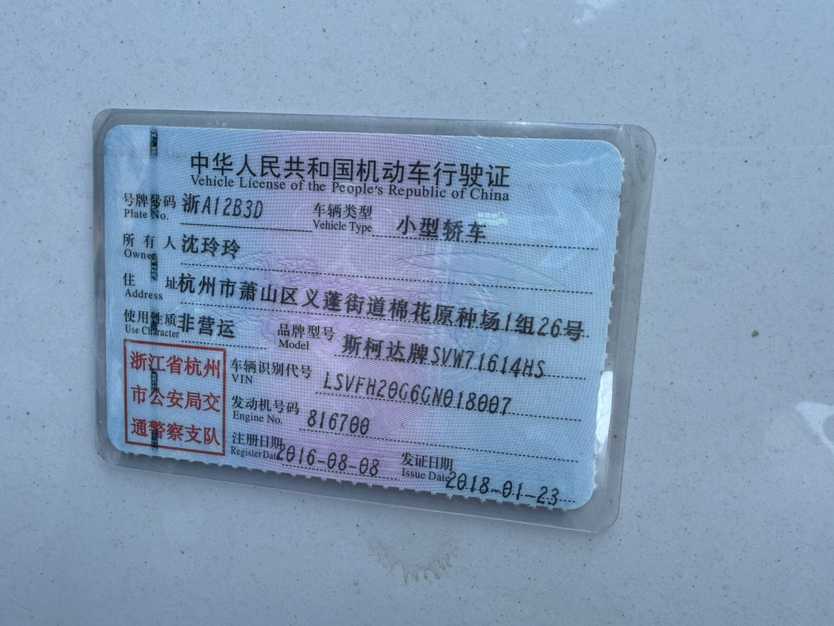 中华人民共和国机动车行驶证
Vehicle License of the People's Republic of China
号牌号码 浙A12B3D 车辆类型 小型轿车
Plate No. Vehicle Type
所有人 沈玲玲
Owner
住址 杭州市萧山区义蓬街道棉花原种场1组26号
Address
使用性质 非营运 品牌型号 斯柯达牌SVW71614HS
Use Character Model
浙江省杭州
市公安局交
通警察支队
车辆识别代号 LSVFH20G6GN018007
VIN
发动机号码 816700
Engine No.
注册日期 2016-08-08 发证日期 2018-01-23
Register Date Issue Date